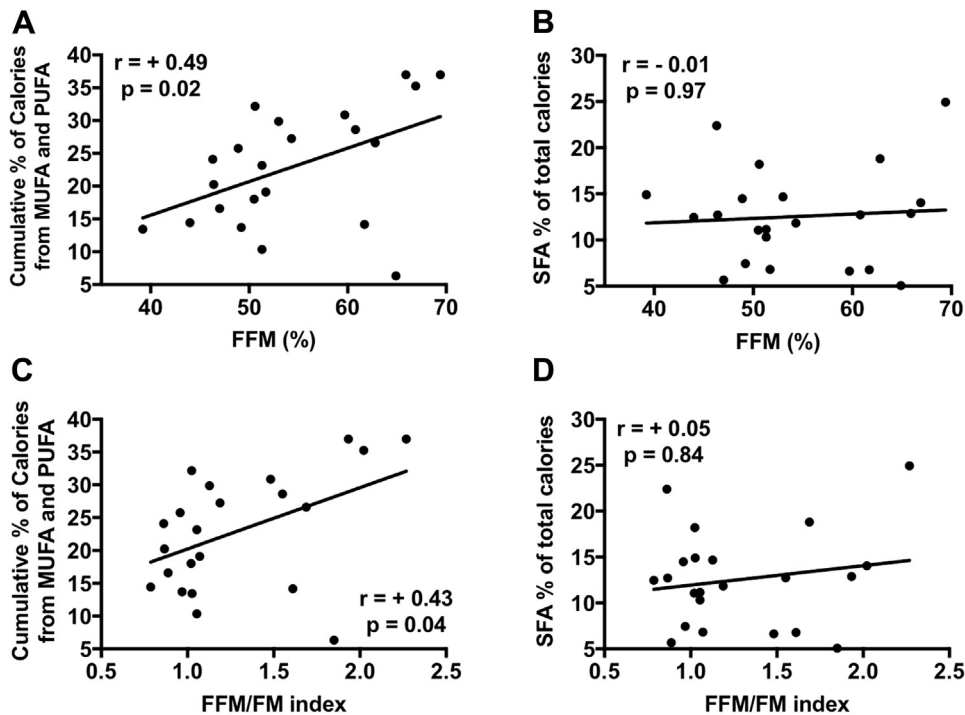 A
Cumulative % of Calories
from MUFA and PUFA
r = + 0.49
p = 0.02
40
35
30
25
20
15
10
5
40 50 60 70
FFM (%)
B
SFA % of total calories
r = - 0.01
p = 0.97
30
25
20
15
10
5
40 50 60 70
FFM (%)
C
Cumulative % of Calories
from MUFA and PUFA
40
35
30
25
20
15
10
5
r = + 0.43
p = 0.04
0.5 1.0 1.5 2.0 2.5
FFM/FM index
D
SFA % of total calories
r = + 0.05
p = 0.84
30
25
20
15
10
5
0.5 1.0 1.5 2.0 2.5
FFM/FM index